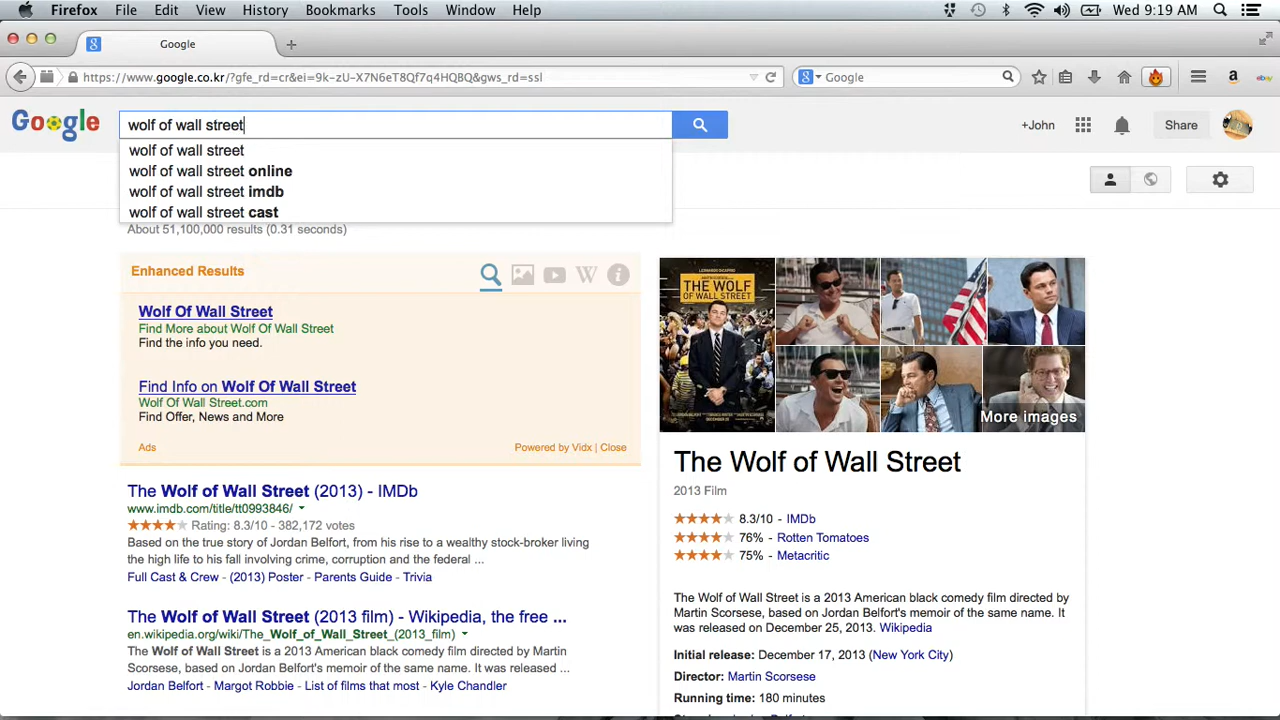 Firefox File Edit View History Bookmarks Tools Window Help Wed 9:19 AM
Google
https://www.google.co.kr/?gfe_rd=cr&ei=9k-zU-X7N6eT8Qf7q4HQBQ&gws_rd=ssl
Google
Google
wolf of wall street
+John
Share
wolf of wall street
wolf of wall street online
wolf of wall street imdb
wolf of wall street cast
About 51,100,000 results (0.31 seconds)
Enhanced Results
Wolf Of Wall Street
Find More about Wolf Of Wall Street
Find the info you need.
Find Info on Wolf Of Wall Street
Wolf Of Wall Street.com
Find Offer, News and More
Ads
Powered by Vidx | Close
The Wolf of Wall Street (2013) - IMDb
www.imdb.com/title/tt0993846/
Rating: 8.3/10 - 382,172 votes
Based on the true story of Jordan Belfort, from his rise to a wealthy stock-broker living
the high life to his fall involving crime, corruption and the federal ...
Full Cast & Crew - (2013) Poster - Parents Guide - Trivia
The Wolf of Wall Street (2013 film) - Wikipedia, the free ...
en.wikipedia.org/wiki/The_Wolf_of_Wall_Street_(2013_film)
The Wolf of Wall Street is a 2013 American black comedy film directed by Martin
Scorsese, based on Jordan Belfort's memoir of the same name. It was released ...
Jordan Belfort - Margot Robbie - List of films that most - Kyle Chandler
LEONARDO DICAPRIO
THE WOLF
OF WALL STREET
More images
The Wolf of Wall Street
2013 Film
8.3/10 - IMDb
76% - Rotten Tomatoes
75% - Metacritic
The Wolf of Wall Street is a 2013 American black comedy film directed by
Martin Scorsese, based on Jordan Belfort's memoir of the same name. It
was released on December 25, 2013. Wikipedia
Initial release: December 17, 2013 (New York City)
Director: Martin Scorsese
Running time: 180 minutes